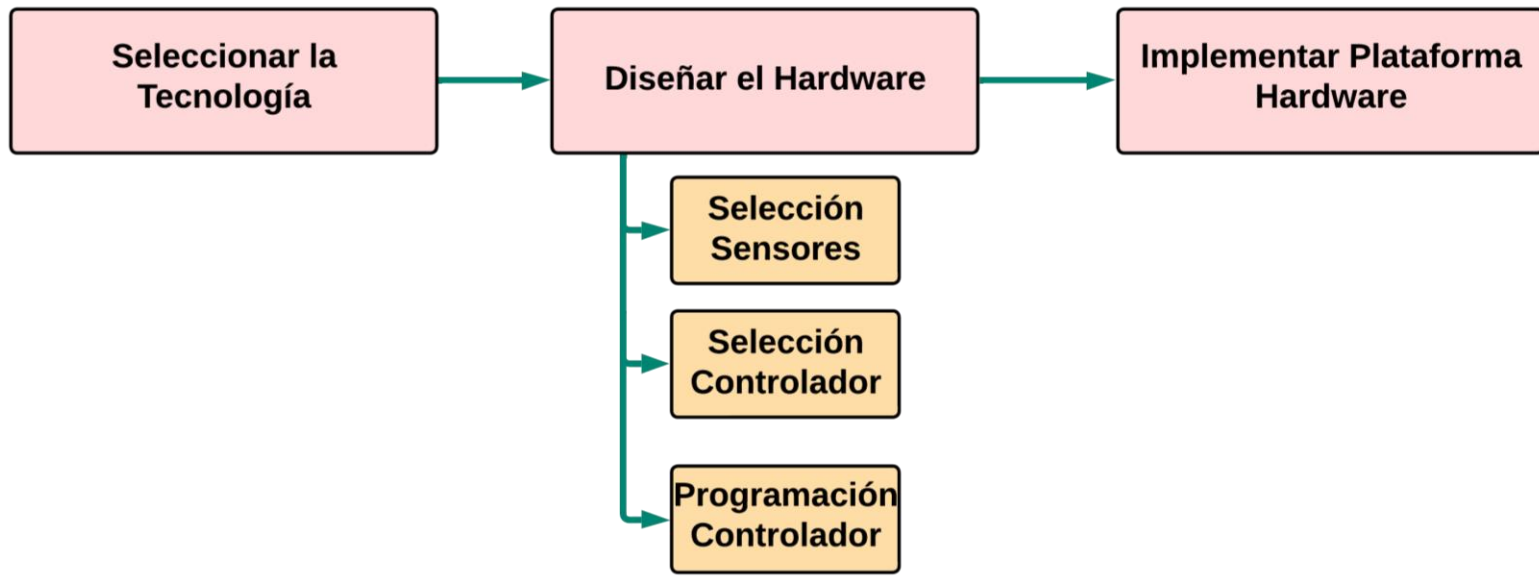 Seleccionar la
Tecnología
Diseñar el Hardware
Implementar Plataforma
Hardware
Selección
Sensores
Selección
Controlador
Programación
Controlador